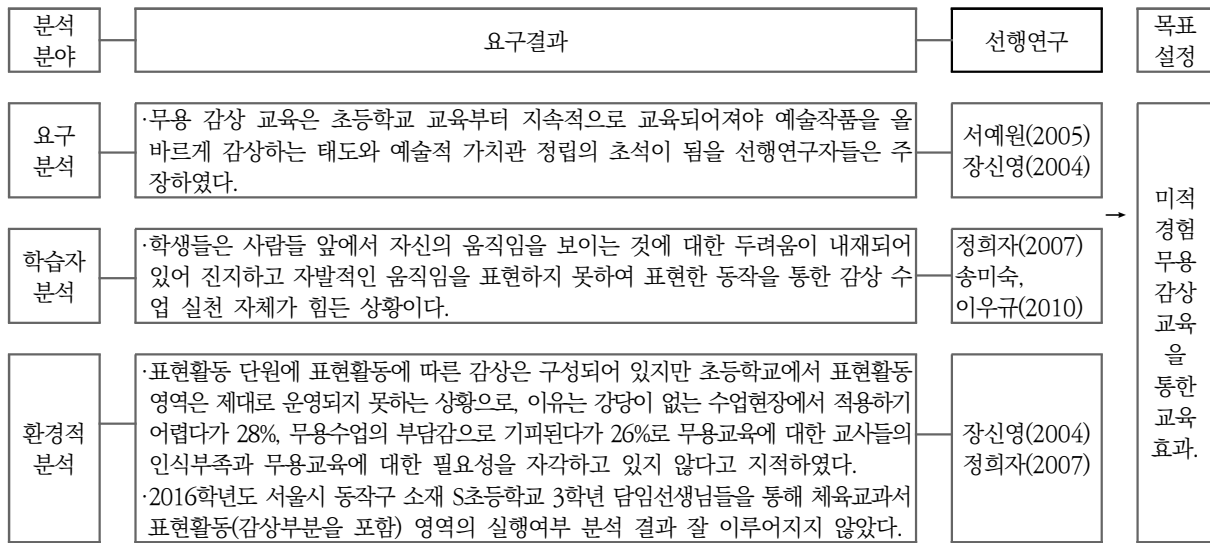 분석
분야
요구결과
선행연구
목표
설정
요구
분석
·무용 감상 교육은 초등학교 교육부터 지속적으로 교육되어져야 예술작품을 올
바르게 감상하는 태도와 예술적 가치관 정립의 초석이 됨을 선행연구자들은 주
장하였다.
서예원(2005)
장신영(2004)
학습자
분석
·학생들은 사람들 앞에서 자신의 움직임을 보이는 것에 대한 두려움이 내재되어
있어 진지하고 자발적인 움직임을 표현하지 못하여 표현한 동작을 통한 감상 수
업 실천 자체가 힘든 상황이다.
정희자(2007)
송미숙,
이우규(2010)
환경적
분석
·표현활동 단원에 표현활동에 따른 감상은 구성되어 있지만 초등학교에서 표현활동
영역은 제대로 운영되지 못하는 상황으로, 이유는 강당이 없는 수업현장에서 적용하기
어렵다가 28%, 무용수업의 부담감으로 기피된다가 26%로 무용교육에 대한 교사들의
인식부족과 무용교육에 대한 필요성을 자각하고 있지 않다고 지적하였다.
·2016학년도 서울시 동작구 소재 S초등학교 3학년 담임선생님들을 통해 체육교과서
표현활동(감상부분을 포함) 영역의 실행여부 분석 결과 잘 이루어지지 않았다.
장신영(2004)
정희자(2007)
→
미적
경험
무용
감상
교육
을
통한
교육
효과.